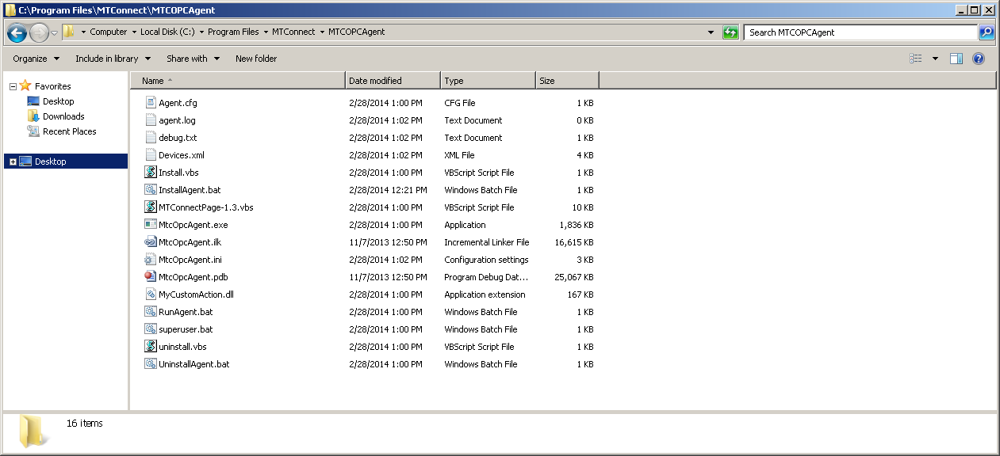 C:\Program Files\MTConnect\MTCOPCAgent
Computer Local Disk (C:) Program Files MTConnect MTCOPCAgent Search MTCOPCAgent
Organize Include in library Share with New folder
Favorites
Desktop
Downloads
Recent Places
Desktop
Name Date modified Type Size
Agent.cfg 2/28/2014 1:00 PM CFG File 1 KB
agent.log 2/28/2014 1:02 PM Text Document 0 KB
debug.txt 2/28/2014 1:02 PM Text Document 1 KB
Devices.xml 2/28/2014 1:02 PM XML File 4 KB
Install.vbs 2/28/2014 1:00 PM VBScript Script File 1 KB
InstallAgent.bat 2/28/2014 12:21 PM Windows Batch File 1 KB
MTConnectPage-1.3.vbs 2/28/2014 1:00 PM VBScript Script File 10 KB
MtcOpcAgent.exe 2/28/2014 1:00 PM Application 1,836 KB
MtcOpcAgent.ilk 11/7/2013 12:50 PM Incremental Linker File 16,615 KB
MtcOpcAgent.ini 2/28/2014 1:02 PM Configuration settings 3 KB
MtcOpcAgent.pdb 11/7/2013 12:50 PM Program Debug Dat... 25,067 KB
MyCustomAction.dll 2/28/2014 1:00 PM Application extension 167 KB
RunAgent.bat 2/28/2014 1:00 PM Windows Batch File 1 KB
superuser.bat 2/28/2014 1:00 PM Windows Batch File 1 KB
uninstall.vbs 2/28/2014 1:00 PM VBScript Script File 1 KB
UninstallAgent.bat 2/28/2014 1:00 PM Windows Batch File 1 KB
16 items